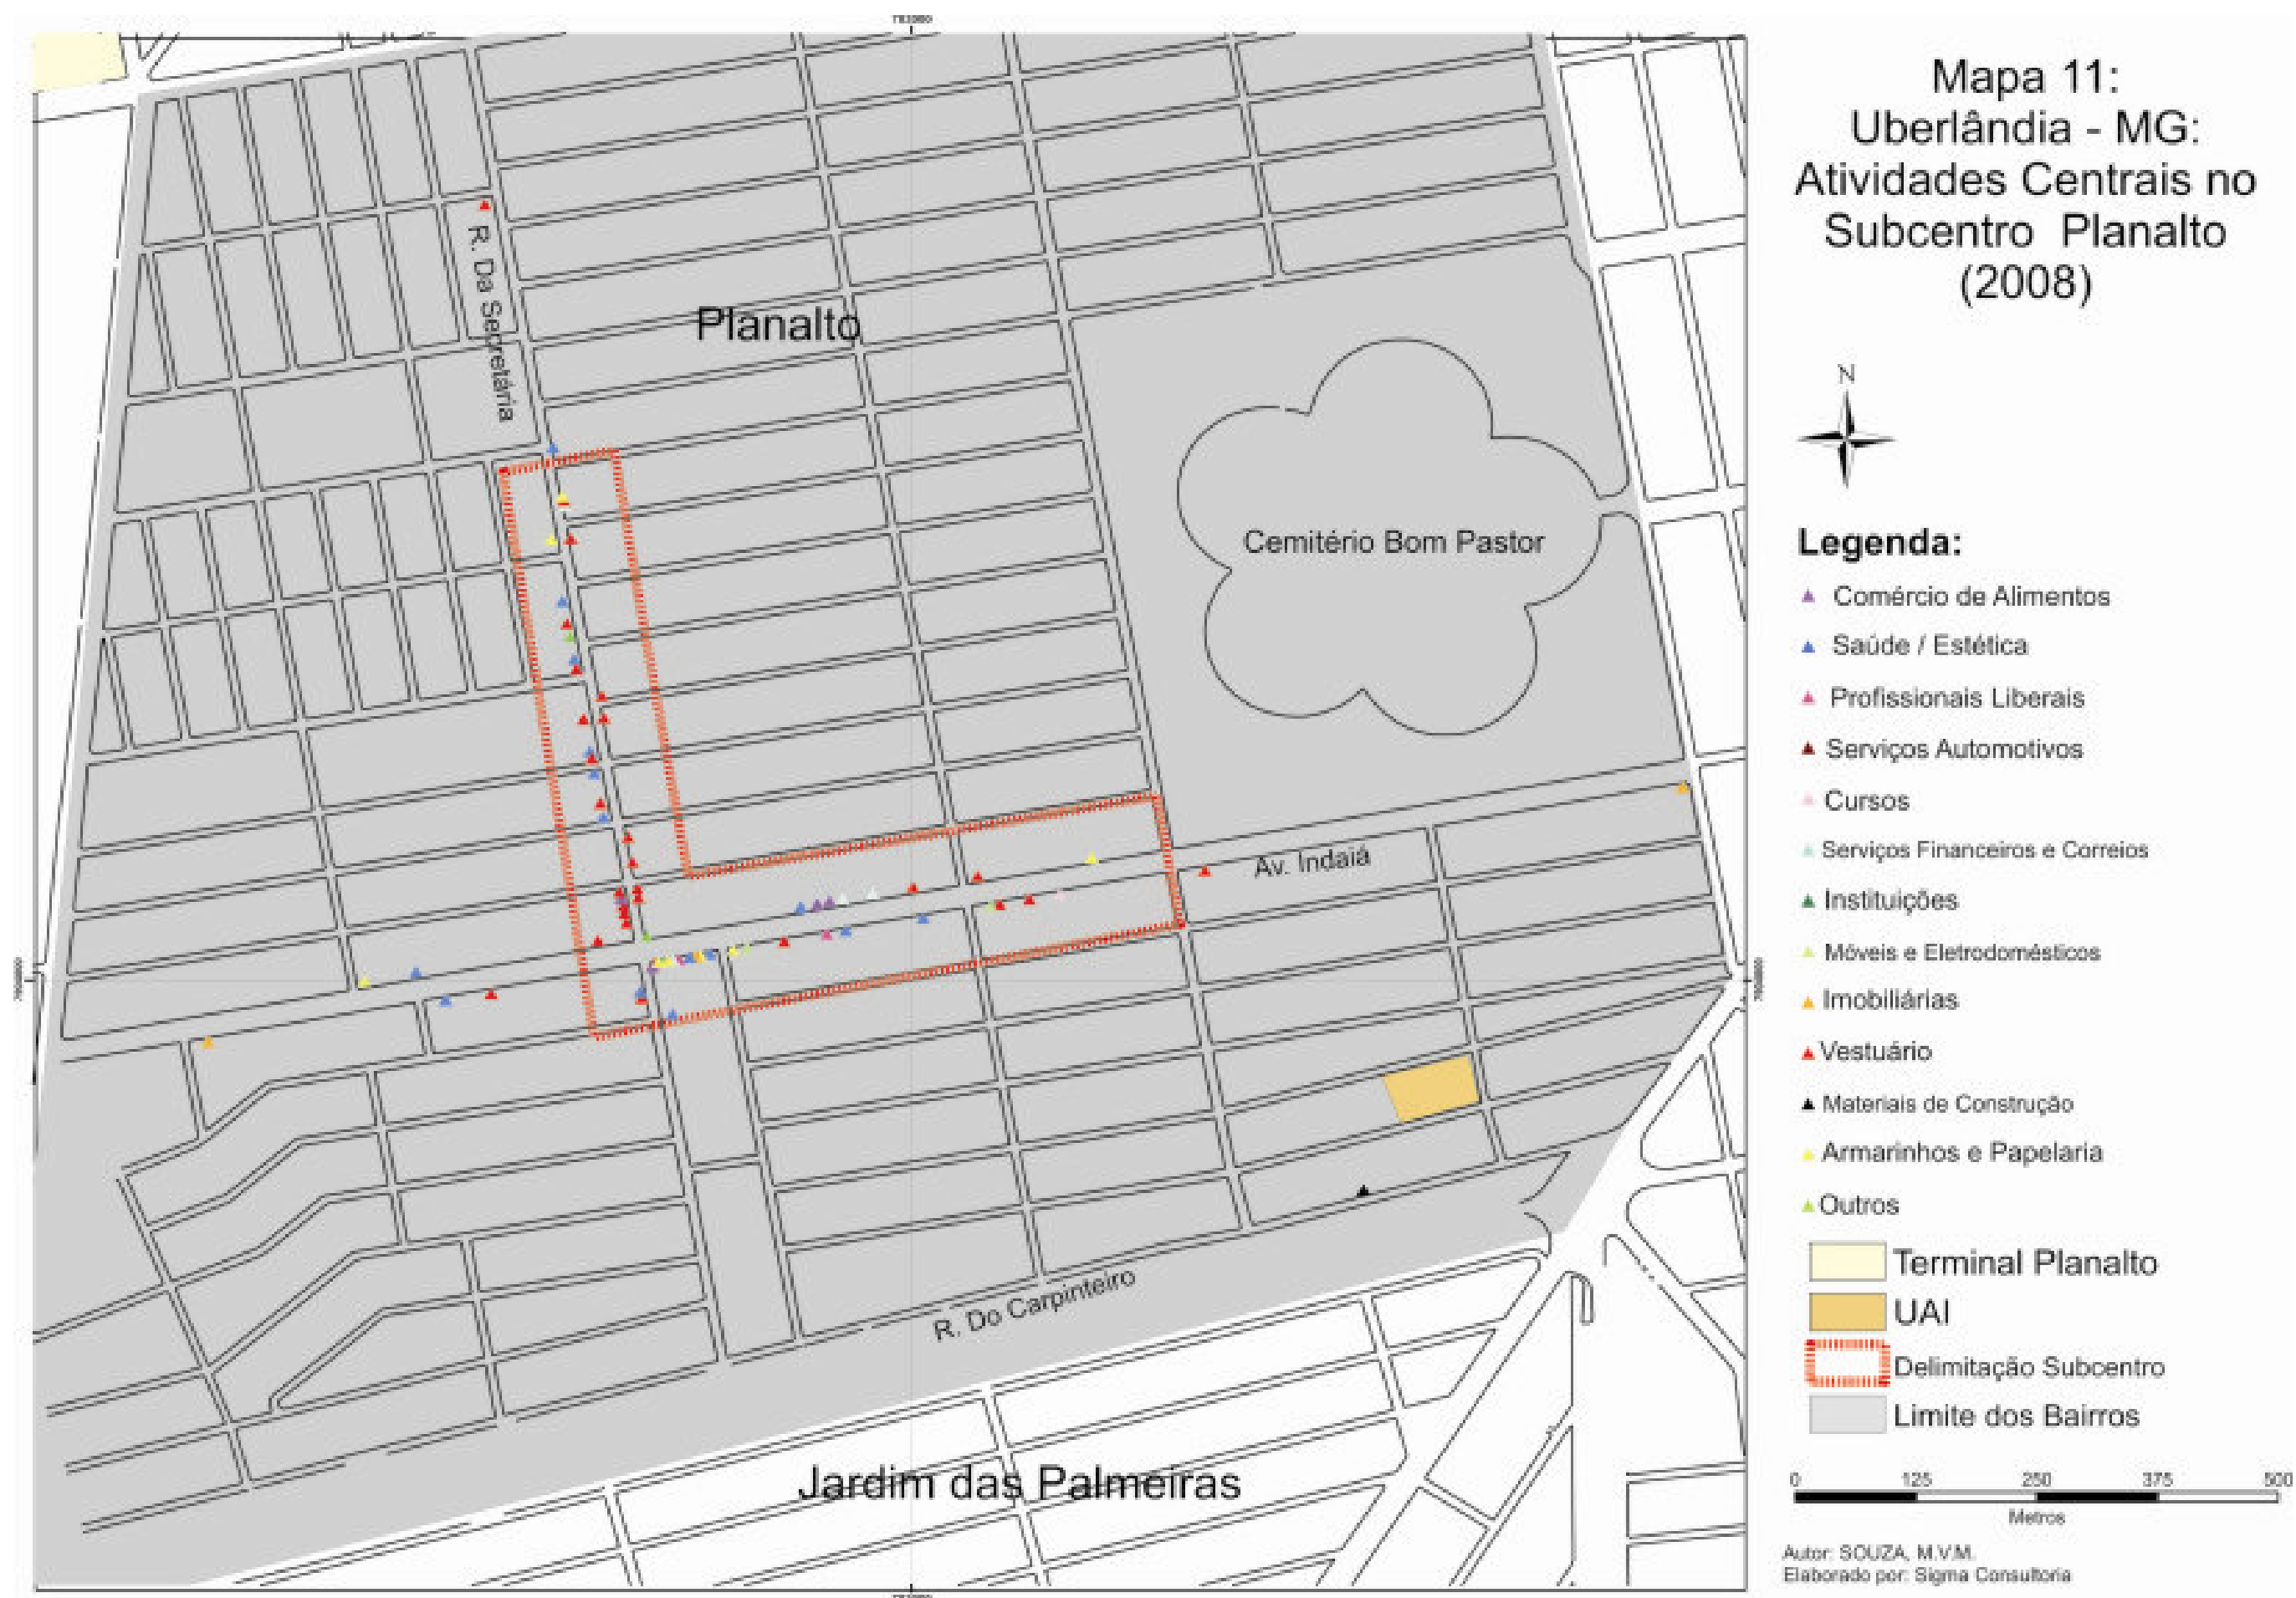 Mapa 11:
Uberlândia - MG:
Atividades Centrais no
Subcentro Planalto
(2008)
N
R. Da Secretária
Planalto
Cemitério Bom Pastor
Av. Indaiá
R. Do Carpinteiro
Jardim das Palmeiras
Legenda:
Comércio de Alimentos
Saúde / Estética
Profissionais Liberais
Serviços Automotivos
Cursos
Serviços Financeiros e Correios
Instituições
Móveis e Eletrodomésticos
Imobiliárias
Vestuário
Materiais de Construção
Armarinhos e Papelaria
Outros
Terminal Planalto
UAI
Delimitação Subcentro
Limite dos Bairros
0 125 250 375 500
Metros
Autor: SOUZA, M.V.M.
Elaborado por: Sigma Consultoria